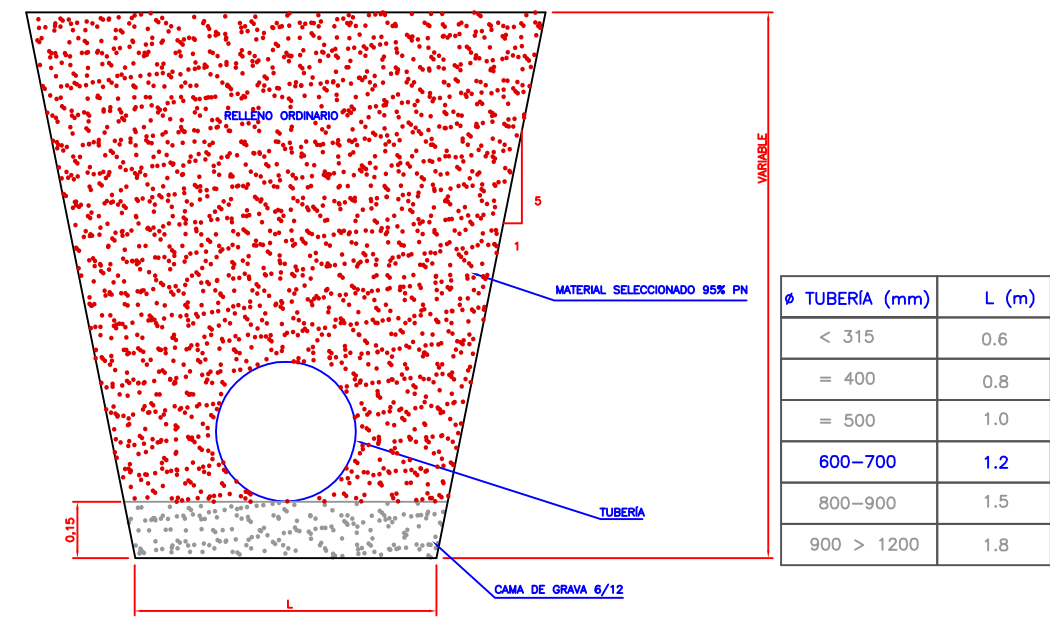 RELLENO ORDINARIO
VARIABLE
5
1
MATERIAL SELECCIONADO 95% PN
TUBERÍA
0,15
CAMA DE GRAVA 6/12
L
ø TUBERÍA (mm) L (m)
< 315 0.6
= 400 0.8
= 500 1.0
600-700 1.2
800-900 1.5
900 > 1200 1.8